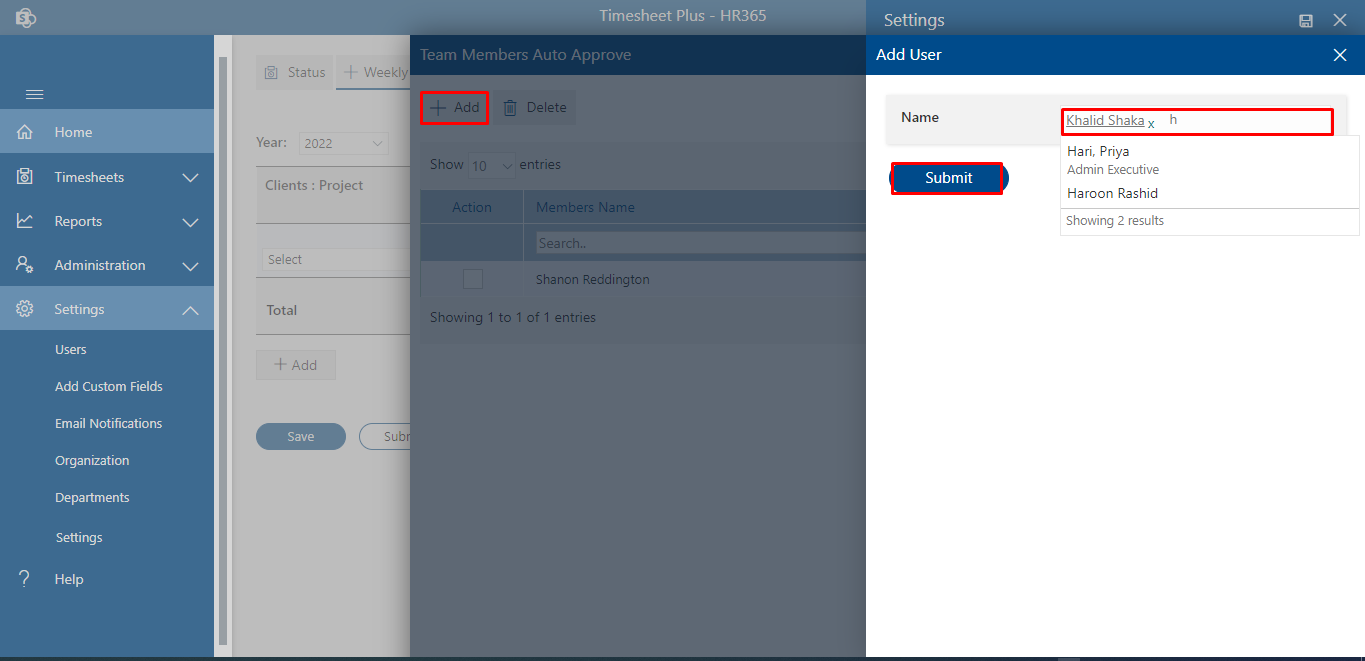 Timesheet Plus - HR365
Settings
Home
Timesheets
Reports
Administration
Settings
Users
Add Custom Fields
Email Notifications
Organization
Departments
Settings
? Help
Status
+ Weekly
Year: 2022
Clients : Project
Select
Total
+ Add
Save
Subm
Team Members Auto Approve
+ Add
Delete
Show 10 entries
Action
Members Name
Search..
Shanon Reddington
Showing 1 to 1 of 1 entries
Add User
Name
Khalid Shaka x h
Hari, Priya
Admin Executive
Haroon Rashid
Showing 2 results
Submit